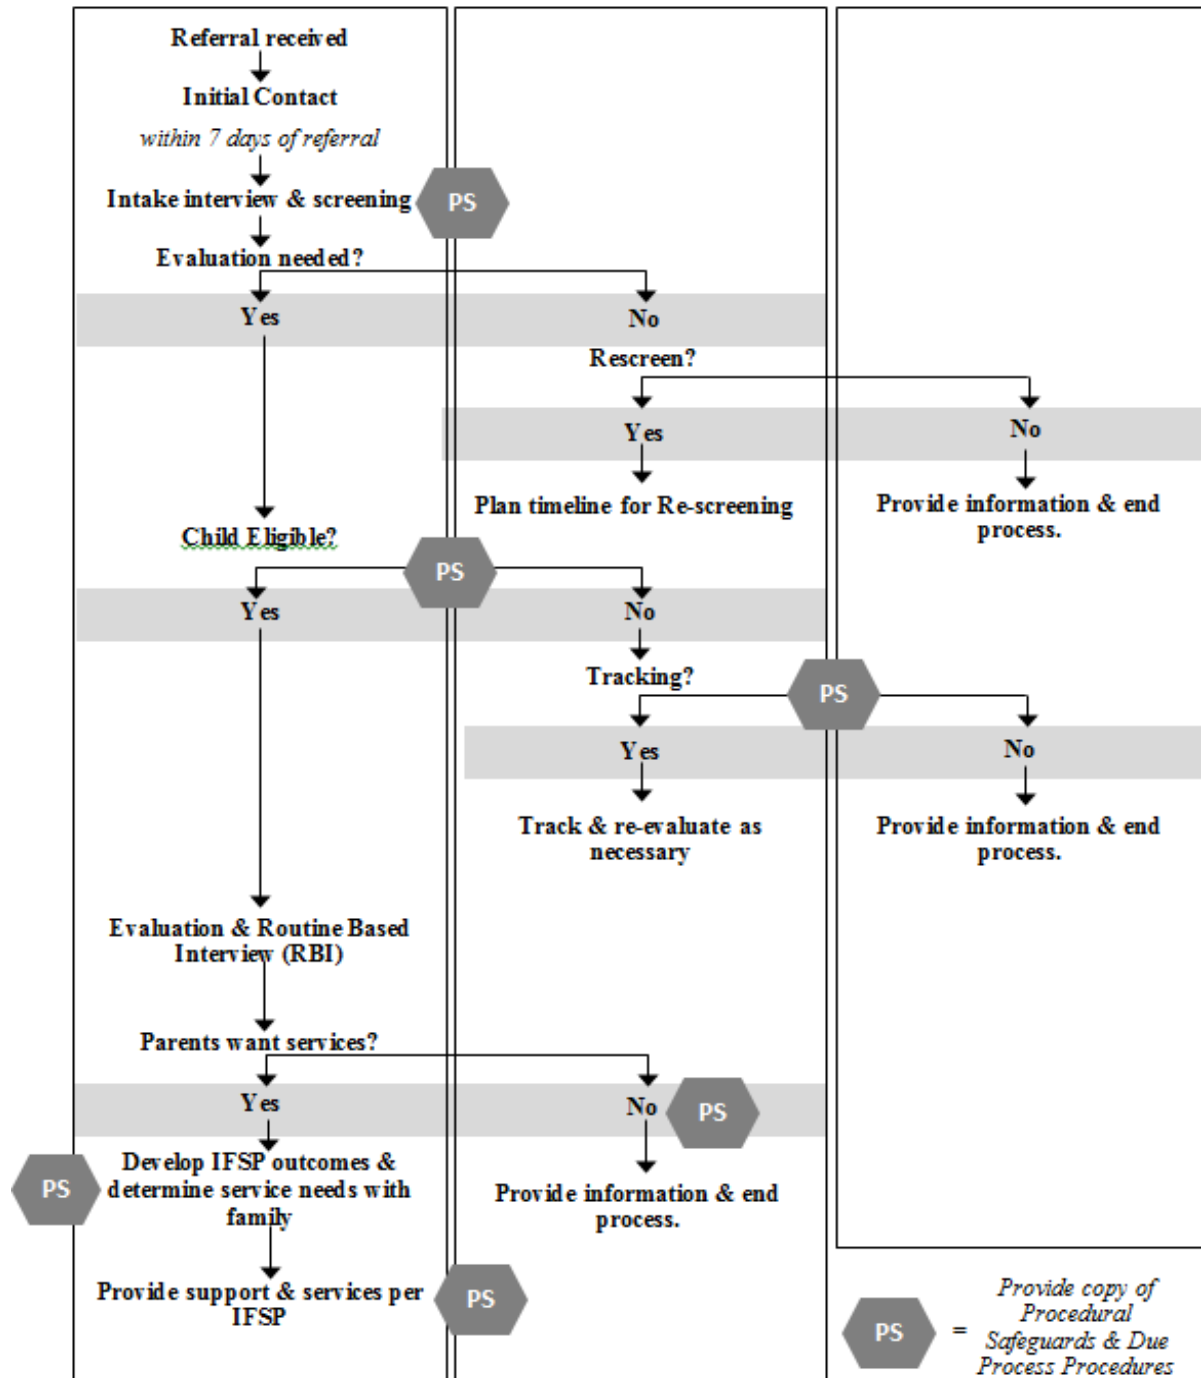 Referral received
Initial Contact
within 7 days of referral
Intake interview & screening
PS
Evaluation needed?
Yes
No
Rescreen?
Yes
No
Plan timeline for Re-screening
Provide information & end
process.
Child Eligible?
PS
Yes
No
Tracking?
PS
Yes
No
Track & re-evaluate as
necessary
Provide information & end
process.
Evaluation & Routine Based
Interview (RBI)
Parents want services?
Yes
No
PS
PS
Develop IFSP outcomes &
determine service needs with
family
Provide information & end
process.
Provide support & services per
IFSP
PS
PS
=
Provide copy of
Procedural
Safeguards & Due
Process Procedures